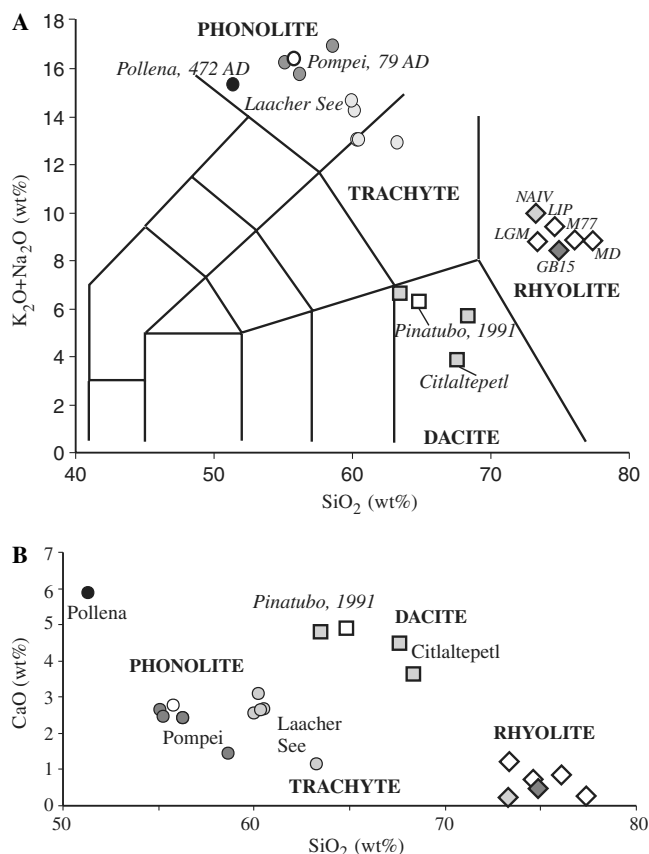 A
18
16
14
12
10
8
6
4
2
0
K₂O+Na₂O (wt%)
PHONOLITE
Pompei, 79 AD
Pollena, 472 AD
Laacher See
TRACHYTE
NAIV
LIP
M77
LGM
MD
GB15
RHYOLITE
Pinatubo, 1991
Citlaltepetl
DACITE
40 50 60 70 80
SiO₂ (wt%)
B
7
6
5
4
3
2
1
0
CaO (wt%)
Pollena
Pinatubo, 1991
DACITE
Citlaltepetl
PHONOLITE
Laacher
See
Pompei
RHYOLITE
TRACHYTE
50 60 70 80
SiO₂ (wt%)